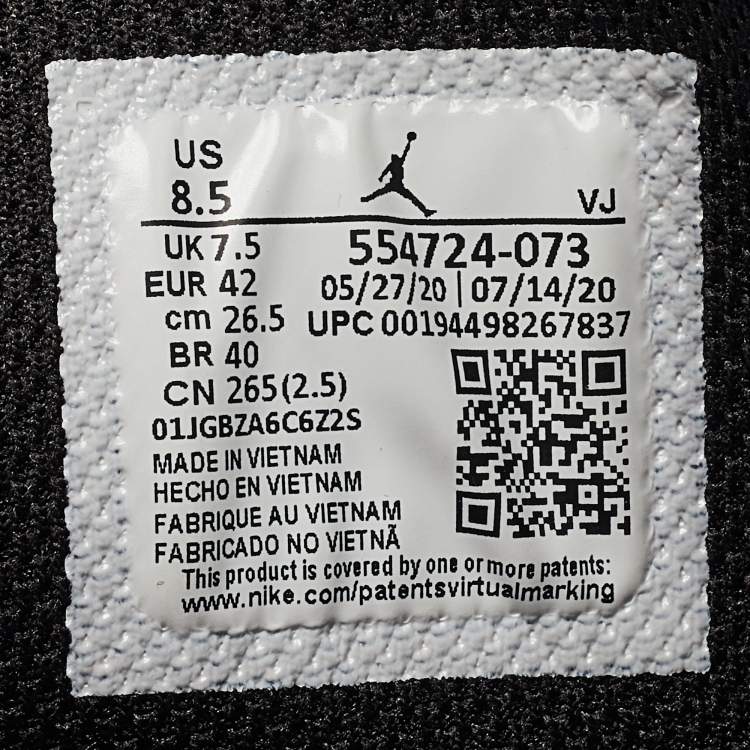 US
8.5
VJ
UK 7.5
554724-073
EUR 42
05/27/20 | 07/14/20
cm 26.5
UPC 00194498267837
BR 40
CN 265(2.5)
01JGBZA6C6Z2S
MADE IN VIETNAM
HECHO EN VIETNAM
FABRIQUE AU VIETNAM
FABRICADO NO VIETNÃ
This product is covered by one or more patents:
www.nike.com/patentsvirtualmarking